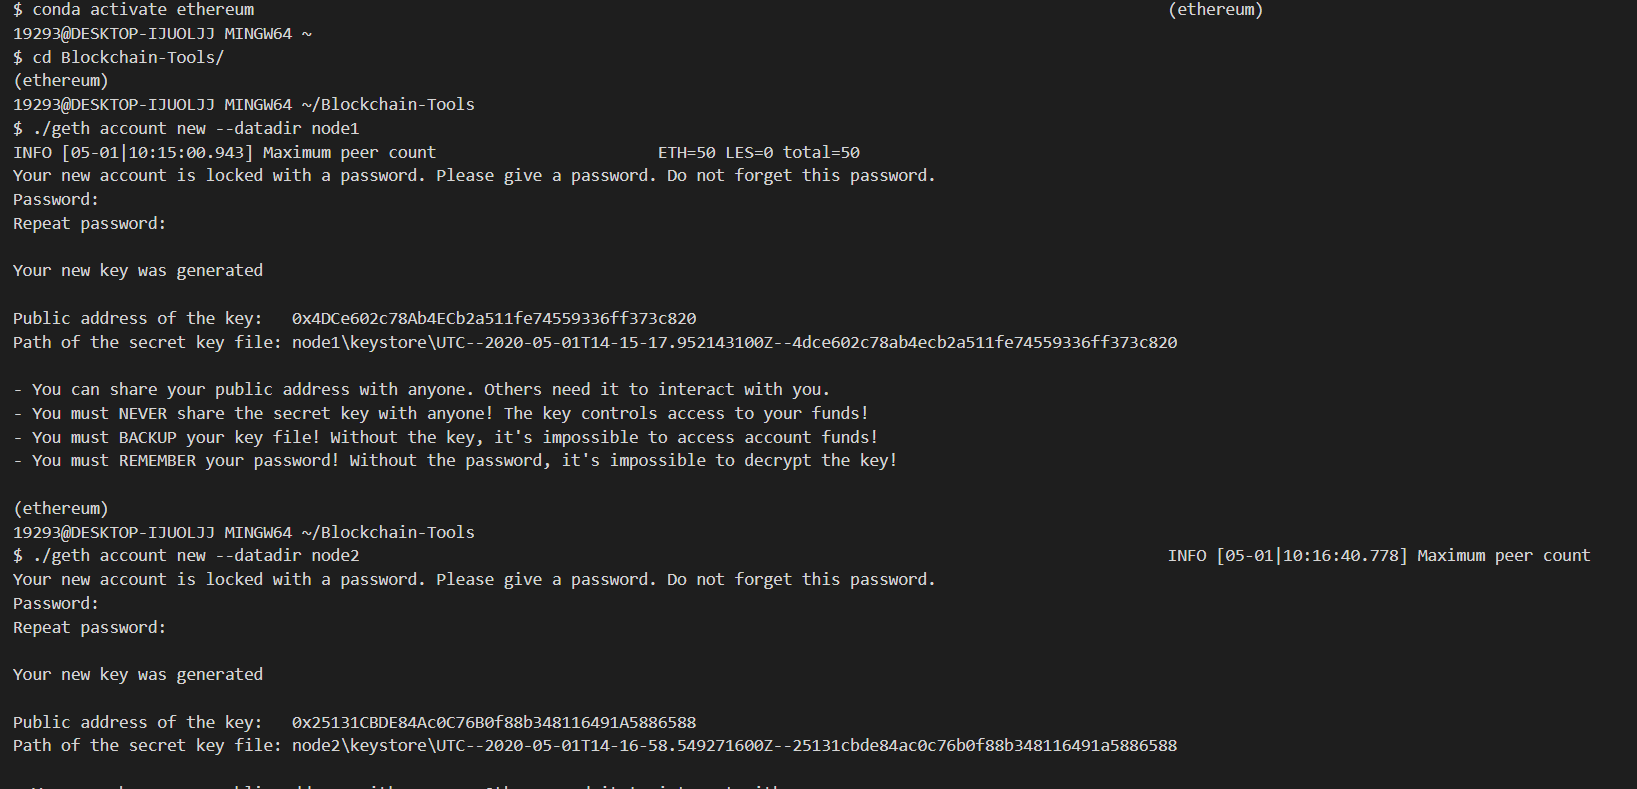 $ conda activate ethereum (ethereum)
19293@DESKTOP-IJUOLJJ MINGW64 ~
$ cd Blockchain-Tools/
(ethereum)
19293@DESKTOP-IJUOLJJ MINGW64 ~/Blockchain-Tools
$ ./geth account new --datadir node1
INFO [05-01|10:15:00.943] Maximum peer count ETH=50 LES=0 total=50
Your new account is locked with a password. Please give a password. Do not forget this password.
Password:
Repeat password:
Your new key was generated
Public address of the key: 0x4DCe602c78Ab4ECb2a511fe74559336ff373c820
Path of the secret key file: node1\keystore\UTC--2020-05-01T14-15-17.952143100Z--4dce602c78ab4ecb2a511fe74559336ff373c820
- You can share your public address with anyone. Others need it to interact with you.
- You must NEVER share the secret key with anyone! The key controls access to your funds!
- You must BACKUP your key file! Without the key, it's impossible to access account funds!
- You must REMEMBER your password! Without the password, it's impossible to decrypt the key!
(ethereum)
19293@DESKTOP-IJUOLJJ MINGW64 ~/Blockchain-Tools
$ ./geth account new --datadir node2 INFO [05-01|10:16:40.778] Maximum peer count
Your new account is locked with a password. Please give a password. Do not forget this password.
Password:
Repeat password:
Your new key was generated
Public address of the key: 0x25131CBDE84Ac0C76B0f88b348116491A5886588
Path of the secret key file: node2\keystore\UTC--2020-05-01T14-16-58.549271600Z--25131cbde84ac0c76b0f88b348116491a5886588